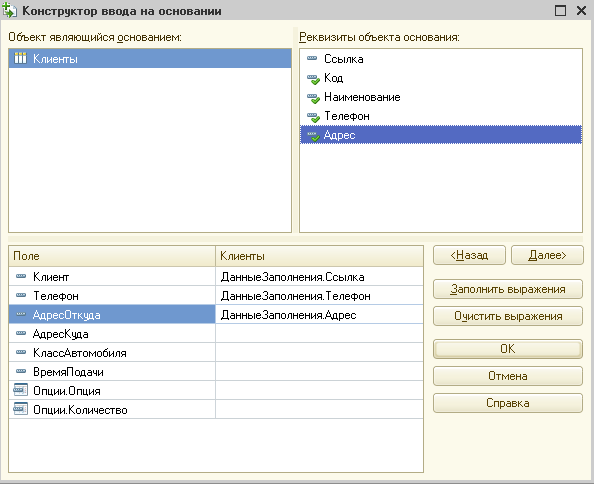 Конструктор ввода на основании
Объект являющийся основанием:
Клиенты
Реквизиты объекта основания:
Ссылка
Код
Наименование
Телефон
Адрес
Поле Клиенты
Клиент ДанныеЗаполнения.Ссылка
Телефон ДанныеЗаполнения.Телефон
АдресОткуда ДанныеЗаполнения.Адрес
АдресКуда
КлассАвтомобиля
ВремяПодачи
Опции.Опция
Опции.Количество
<Назад Далее>
Заполнить выражения
Очистить выражения
OK
Отмена
Справка